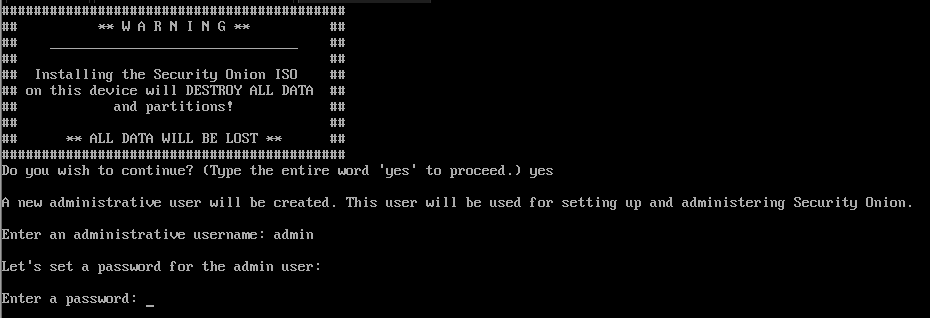 ###########################################
## ** W A R N I N G ** ##
## _______________________________ ##
## ##
## Installing the Security Onion ISO ##
## on this device will DESTROY ALL DATA ##
## and partitions! ##
## ##
## ** ALL DATA WILL BE LOST ** ##
###########################################
Do you wish to continue? (Type the entire word 'yes' to proceed.) yes
A new administrative user will be created. This user will be used for setting up and administering Security Onion.
Enter an administrative username: admin
Let's set a password for the admin user:
Enter a password: _